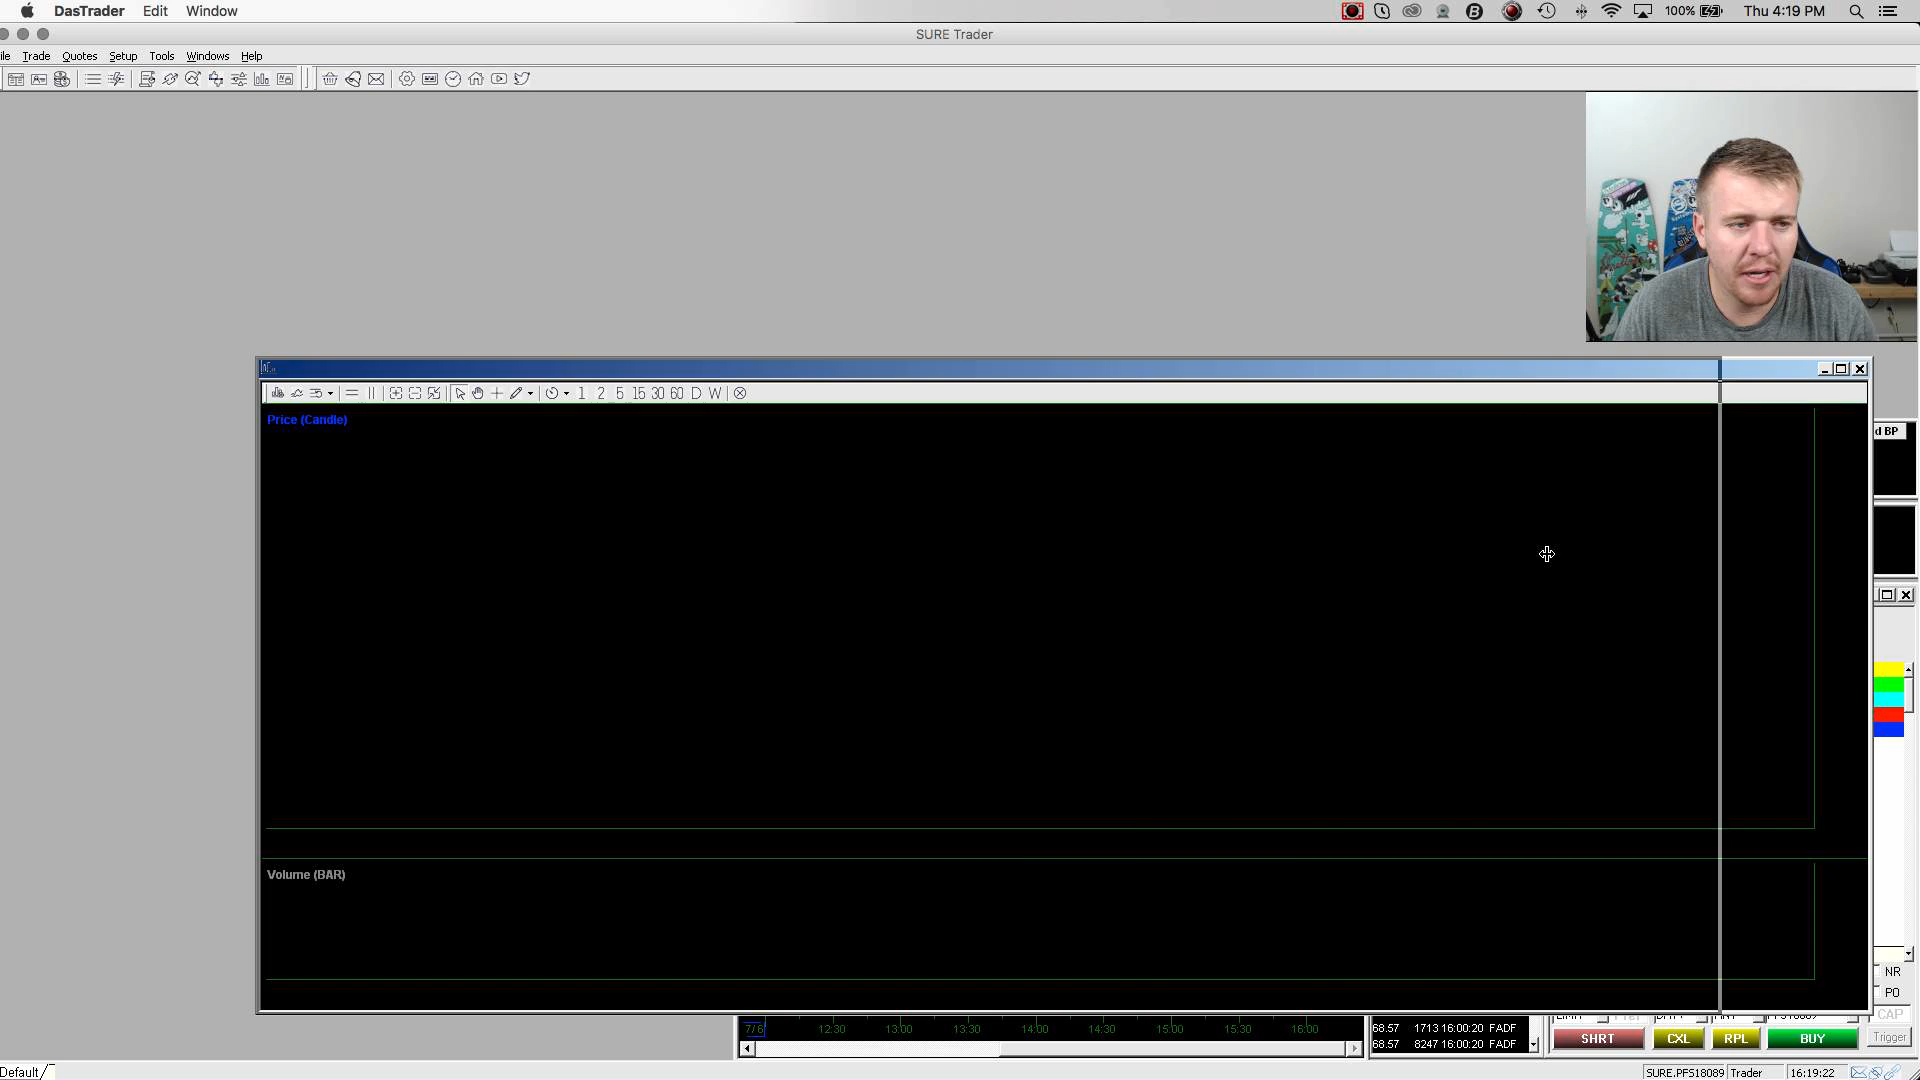 DasTrader Edit Window 100% Thu 4:19 PM
SURE Trader
ile Trade Quotes Setup Tools Windows Help
1 2 5 15 30 60 D W
Price (Candle)
d BP
Volume (BAR)
NR
PO
CAP
7/6 12:30 13:00 13:30 14:00 14:30 15:00 15:30 16:00
68.57 1713 16:00:20 FADF
68.57 8247 16:00:20 FADF
SHRT CXL RPL BUY Trigger
Default
SURE.PFS18089 Trader 16:19:22